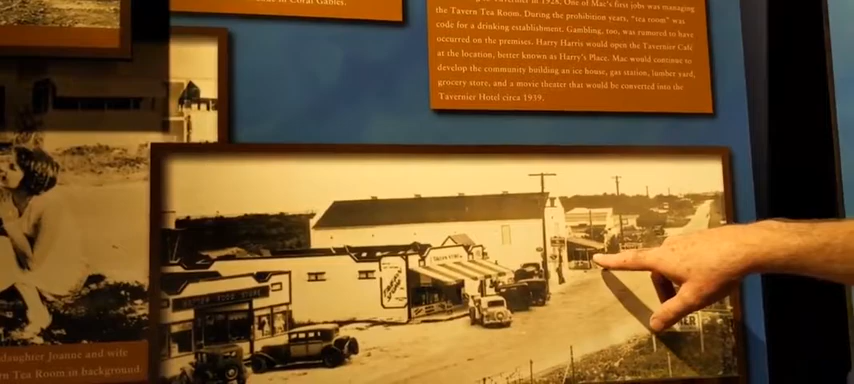 in Coral Gables.
in 1928. One of Mac's first jobs was managing
the Tavern Tea Room. During the prohibition years, "tea room" was
code for a drinking establishment. Gambling, too, was rumored to have
occurred on the premises. Harry Harris would open the Tavernier Café
at the location, better known as Harry's Place. Mac would continue to
develop the community building an ice house, gas station, lumber yard,
grocery store, and a movie theater that would be converted into the
Tavernier Hotel circa 1939.
daughter Joanne and wife
Tea Room in background.